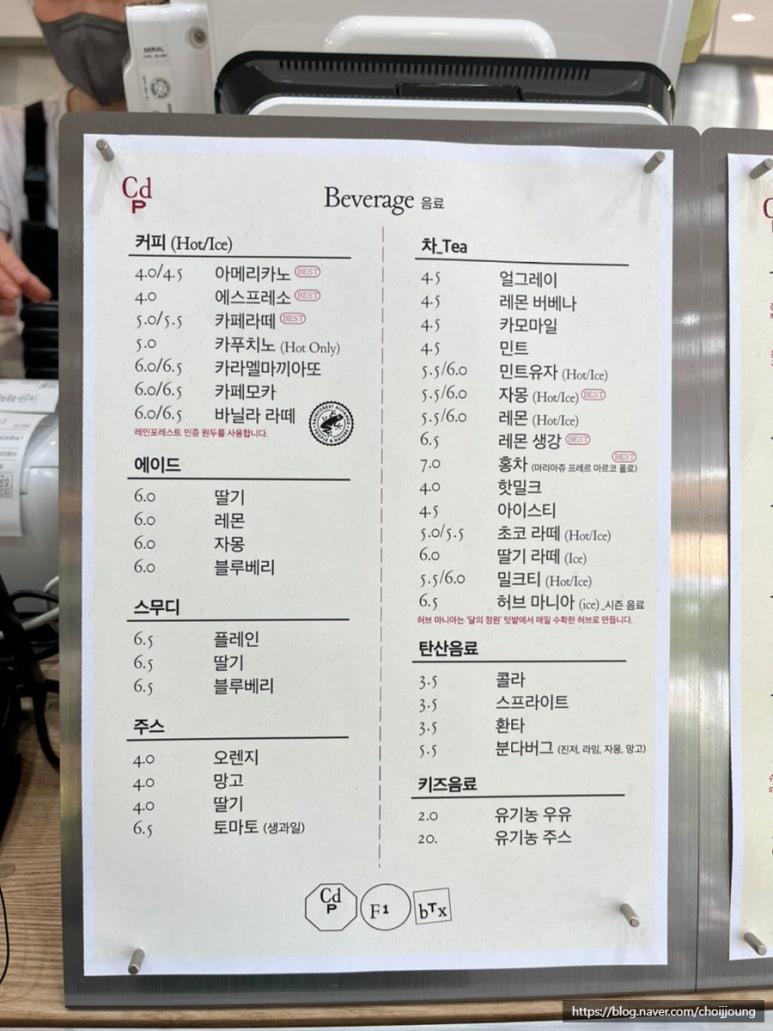 SERIAL
Cd
P
Beverage 음료
커피 (Hot/Ice)
4.0/4.5 아메리카노 BEST
4.0 에스프레소 BEST
5.0/5.5 카페라떼 BEST
5.0 카푸치노 (Hot Only)
6.0/6.5 카라멜마끼아또
6.0/6.5 카페모카
6.0/6.5 바닐라 라떼
레인포레스트 인증 원두를 사용합니다.
에이드
6.0 딸기
6.0 레몬
6.0 자몽
6.0 블루베리
스무디
6.5 플레인
6.5 딸기
6.5 블루베리
주스
4.0 오렌지
4.0 망고
4.0 딸기
6.5 토마토 (생과일)
차_Tea
4.5 얼그레이
4.5 레몬 버베나
4.5 카모마일
4.5 민트
5.5/6.0 민트유자 (Hot/Ice)
5.5/6.0 자몽 (Hot/Ice) BEST
5.5/6.0 레몬 (Hot/Ice)
6.5 레몬 생강 BEST
7.0 홍차 (마리아쥬 프레르 마르코 폴로) BEST
4.0 핫밀크
4.5 아이스티
5.0/5.5 초코 라떼 (Hot/Ice)
6.0 딸기 라떼 (Ice)
5.5/6.0 밀크티 (Hot/Ice)
6.5 허브 마니아 (ice)_시즌 음료
허브 마니아는 '달의 정원' 텃밭에서 매일 수확한 허브로 만듭니다.
탄산음료
3.5 콜라
3.5 스프라이트
3.5 환타
5.5 분다버그 (진저, 라임, 자몽, 망고)
키즈음료
2.0 유기농 우유
20. 유기농 주스
Cd
P
F1
bTx
https://blog.naver.com/choijjoung